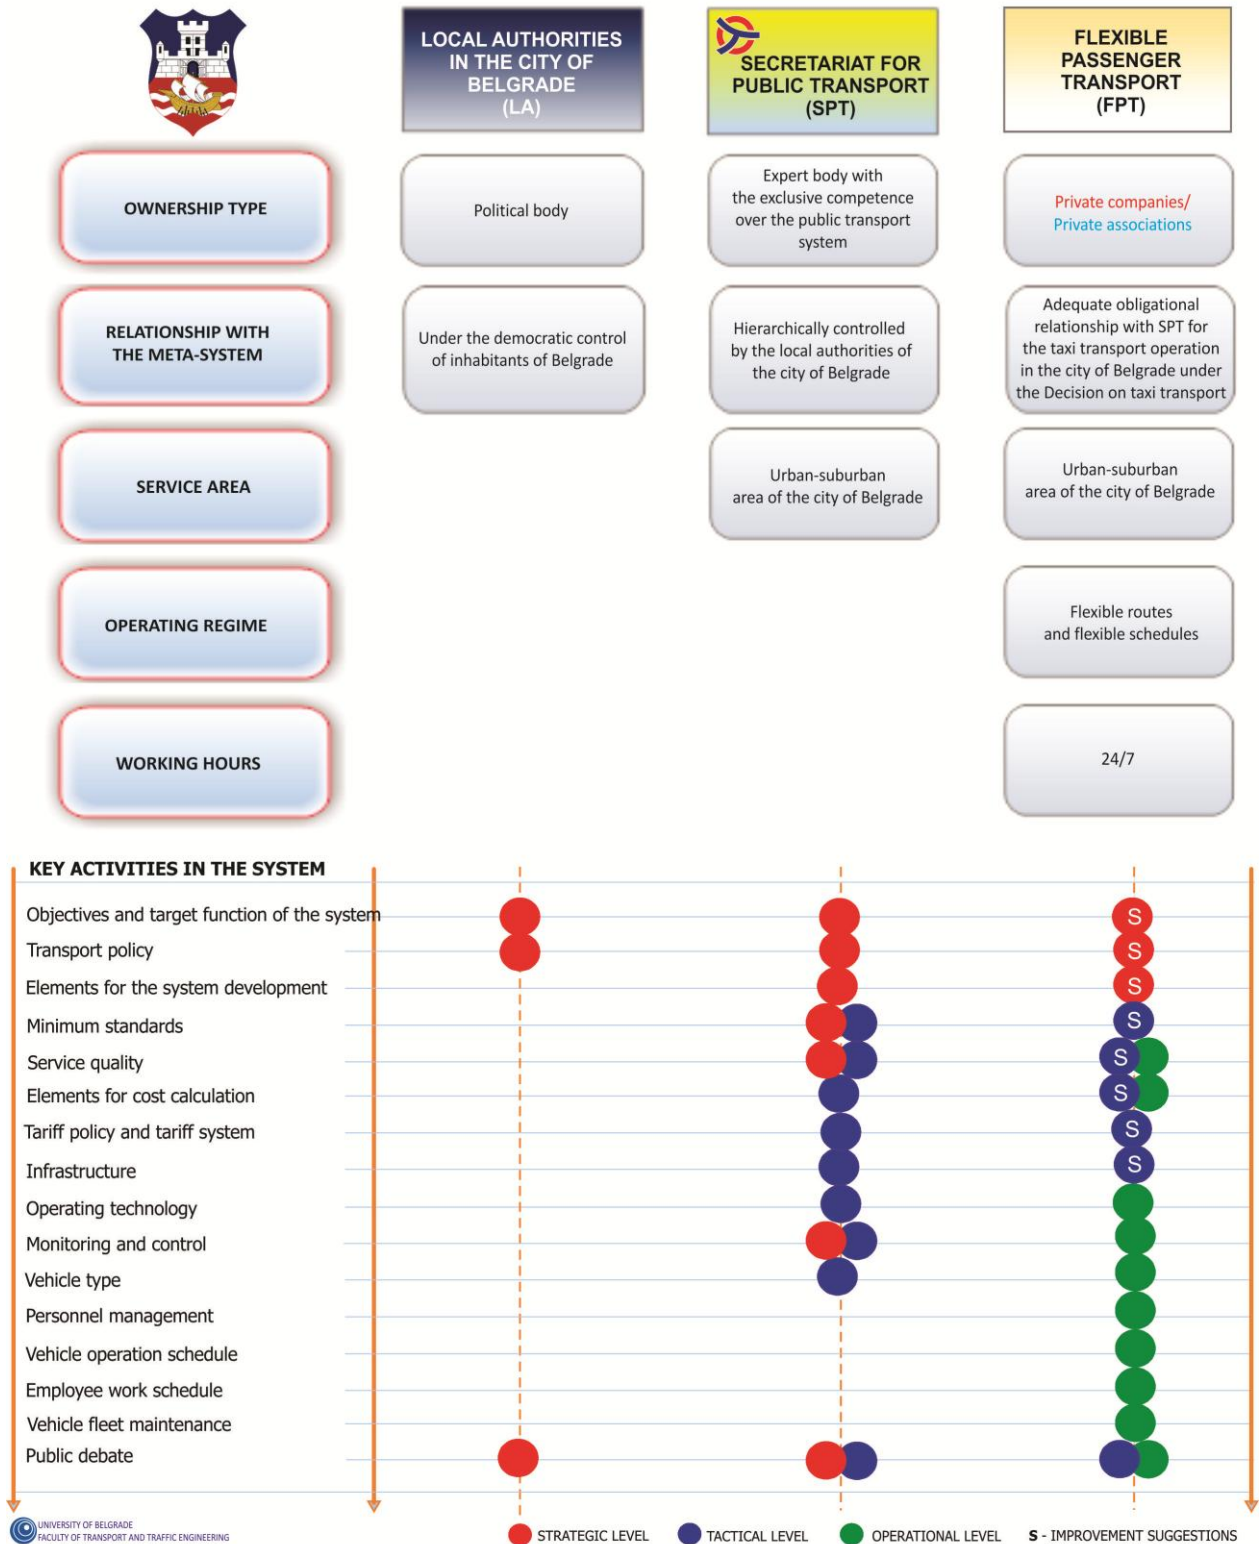 LOCAL AUTHORITIES
IN THE CITY OF
BELGRADE
(LA)
SECRETARIAT FOR
PUBLIC TRANSPORT
(SPT)
FLEXIBLE
PASSENGER
TRANSPORT
(FPT)
OWNERSHIP TYPE
Political body
Expert body with
the exclusive competence
over the public transport
system
Private companies/
Private associations
RELATIONSHIP WITH
THE META-SYSTEM
Under the democratic control
of inhabitants of Belgrade
Hierarchically controlled
by the local authorities of
the city of Belgrade
Adequate obligational
relationship with SPT for
the taxi transport operation
in the city of Belgrade under
the Decision on taxi transport
SERVICE AREA
Urban-suburban
area of the city of Belgrade
Urban-suburban
area of the city of Belgrade
OPERATING REGIME
Flexible routes
and flexible schedules
WORKING HOURS
24/7
KEY ACTIVITIES IN THE SYSTEM
Objectives and target function of the system
S
Transport policy
S
Elements for the system development
S
Minimum standards
S
Service quality
S
Elements for cost calculation
S
Tariff policy and tariff system
S
Infrastructure
S
Operating technology
Monitoring and control
Vehicle type
Personnel management
Vehicle operation schedule
Employee work schedule
Vehicle fleet maintenance
Public debate
UNIVERSITY OF BELGRADE
FACULTY OF TRANSPORT AND TRAFFIC ENGINEERING
STRATEGIC LEVEL
TACTICAL LEVEL
OPERATIONAL LEVEL
S - IMPROVEMENT SUGGESTIONS